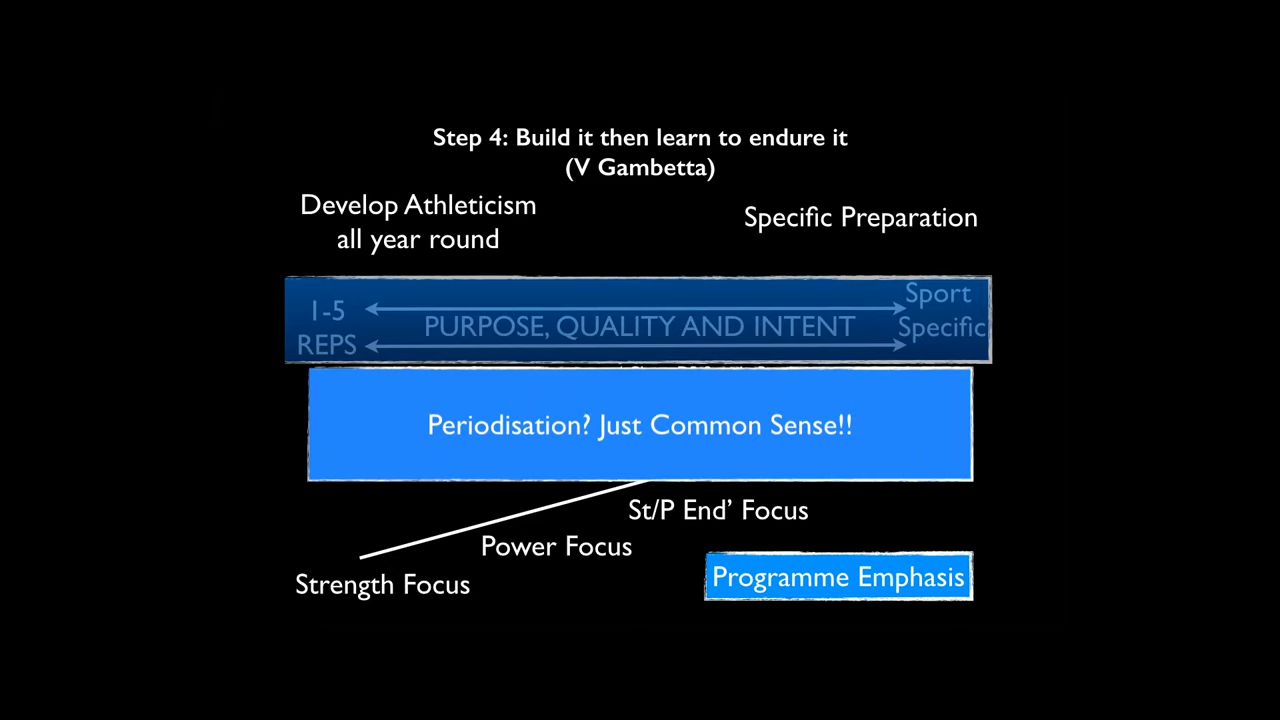 Step 4: Build it then learn to endure it
(V Gambetta)
Develop Athleticism
all year round
Specific Preparation
1-5
REPS
PURPOSE, QUALITY AND INTENT
Sport
Specific
Periodisation? Just Common Sense!!
St/P End’ Focus
Power Focus
Strength Focus
Programme Emphasis